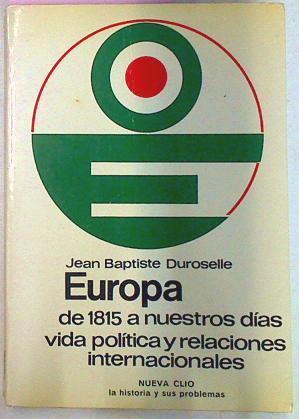 Jean Baptiste Duroselle
Europa
de 1815 a nuestros días
vida política y relaciones
internacionales
NUEVA CLIO
la historia y sus problemas